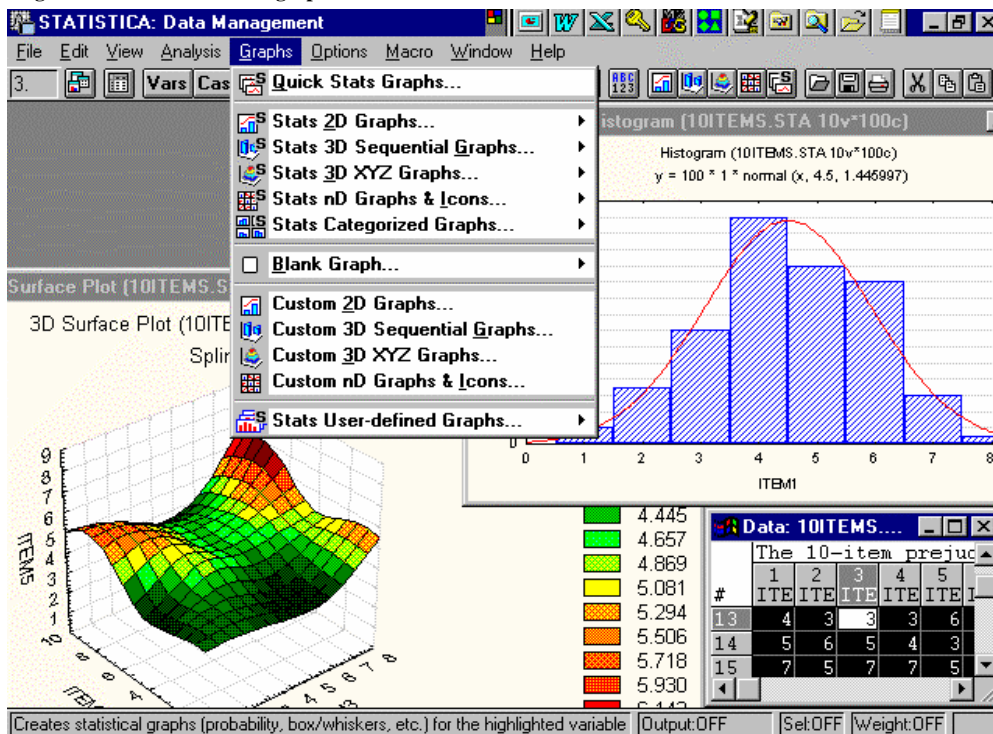 STATISTICA: Data Management
File Edit View Analysis Graphs Options Macro Window Help
3. Vars Cas
ABC 123
Quick Stats Graphs...
Stats 2D Graphs...
Stats 3D Sequential Graphs...
Stats 3D XYZ Graphs...
Stats nD Graphs & Icons...
Stats Categorized Graphs...
Blank Graph...
Custom 2D Graphs...
Custom 3D Sequential Graphs...
Custom 3D XYZ Graphs...
Custom nD Graphs & Icons...
Stats User-defined Graphs...
istogram (10ITEMS.STA 10v*100c)
Histogram (10ITEMS.STA 10v*100c)
y = 100 * 1 * normal (x, 4.5, 1.445997)
0
0 1 2 3 4 5 6 7 8
ITEM1
Surface Plot (10ITEMS.S
3D Surface Plot (10ITE
Splin
9
8
7
6
5
4
3
2
1
ITEM5
4.445
4.657
4.869
5.081
5.294
5.506
5.718
5.930
Data: 10ITEMS....
The 10-item prejud
1 2 3 4 5
# ITE ITE ITE ITE ITE I
13 4 3 3 3 6
14 5 6 5 4 3
15 7 5 7 7 5
Creates statistical graphs (probability, box/whiskers, etc.) for the highlighted variable Output:OFF Sel:OFF Weight:OFF